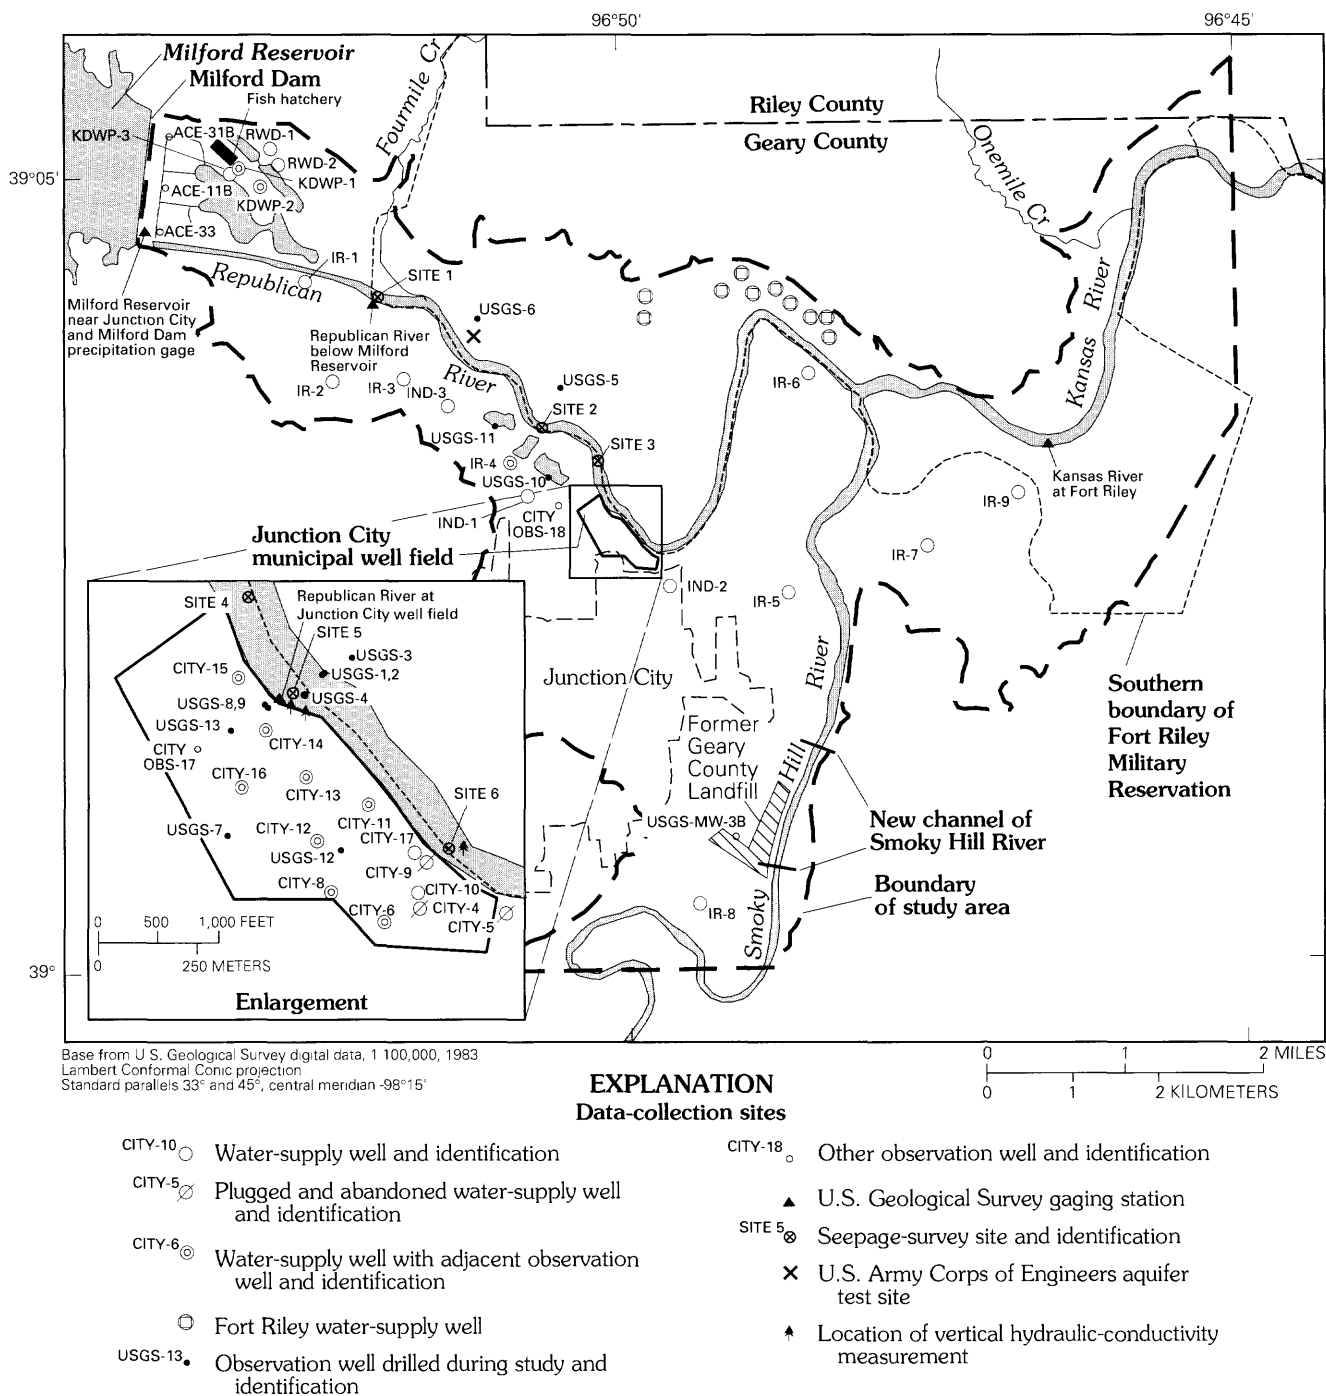 96°50'
96°45'
Milford Reservoir
Milford Dam
Fish hatchery
Fourmile Cr
Riley County
Geary County
Onemile Cr
KDWP-3
ACE-31B
RWD-1
RWD-2
KDWP-1
39°05'
ACE-11B
KDWP-2
ACE-33
IR-1
Republican
SITE 1
River
Kansas
Milford Reservoir
near Junction City
and Milford Dam
precipitation gage
USGS-6
Republican River
below Milford
Reservoir
River
IR-2
IR-3
IND-3
USGS-5
IR-6
SITE 2
USGS-11
SITE 3
IR-4
USGS-10
Kansas River
at Fort Riley
IR-9
IND-1
CITY
OBS-18
Junction City
municipal well field
IR-7
IND-2
IR-5
SITE 4
Republican River at
Junction City well field
SITE 5
USGS-3
USGS-1,2
CITY-15
USGS-4
USGS-8,9
USGS-13
CITY-14
CITY
OBS-17
CITY-16
CITY-13
SITE 6
CITY-11
USGS-7
CITY-12
CITY-17
USGS-12
CITY-9
CITY-8
CITY-10
CITY-6
CITY-4
CITY-5
0 500 1,000 FEET
0 250 METERS
Enlargement
Junction City
River
Former
Geary
County
Landfill
Hill
USGS-MW-3B
Smoky
IR-8
Southern
boundary of
Fort Riley
Military
Reservation
New channel of
Smoky Hill River
Boundary
of study area
39°
Base from U S. Geological Survey digital data, 1 100,000, 1983
Lambert Conformal Conic projection
Standard parallels 33° and 45°, central meridian -98°15'
0 1 2 MILES
0 1 2 KILOMETERS
EXPLANATION
Data-collection sites
CITY-10 Water-supply well and identification
CITY-5 Plugged and abandoned water-supply well
and identification
CITY-6 Water-supply well with adjacent observation
well and identification
Fort Riley water-supply well
USGS-13 Observation well drilled during study and
identification
CITY-18 Other observation well and identification
U.S. Geological Survey gaging station
SITE 5 Seepage-survey site and identification
U.S. Army Corps of Engineers aquifer
test site
Location of vertical hydraulic-conductivity
measurement